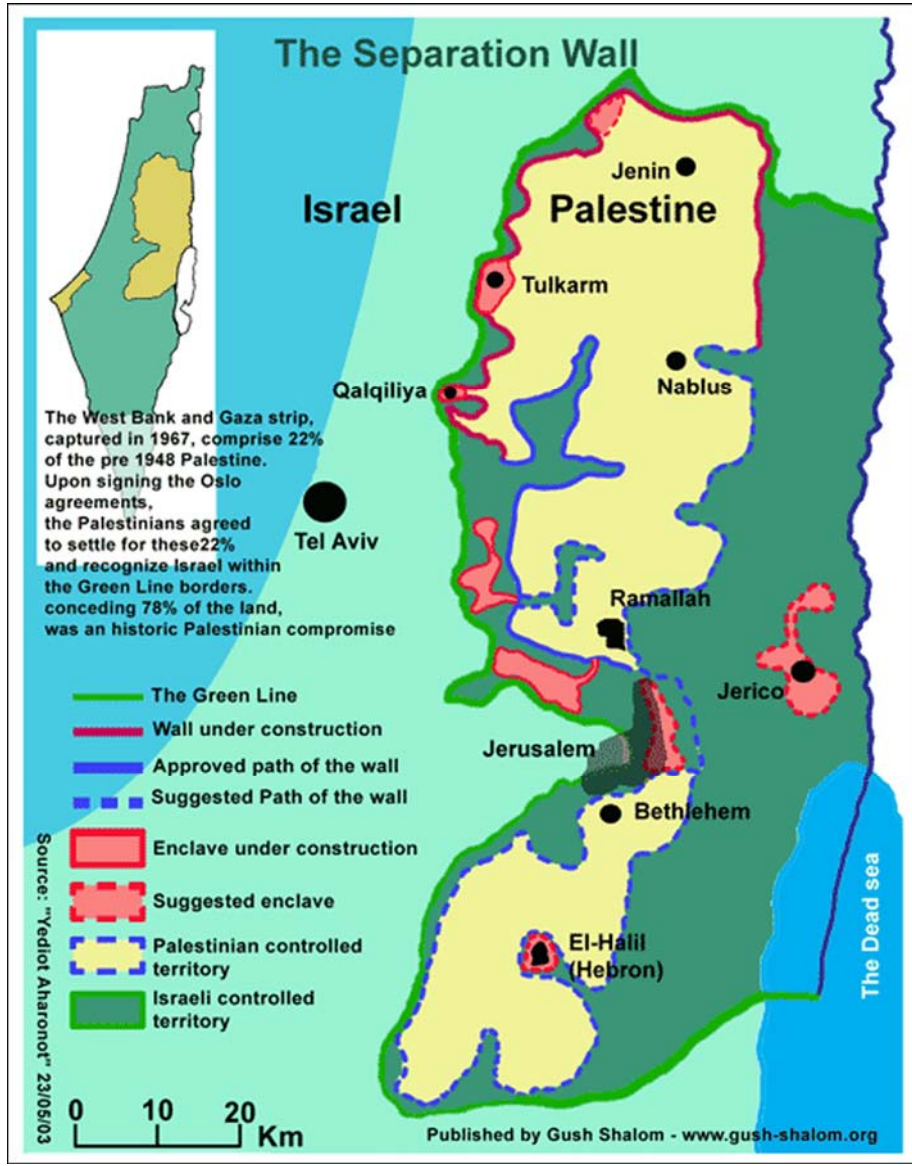 The Separation Wall
Israel
Palestine
Jenin
Tulkarm
Nablus
Qalqiliya
The West Bank and Gaza strip,
captured in 1967, comprise 22%
of the pre 1948 Palestine.
Upon signing the Oslo
agreements,
the Palestinians agreed
to settle for these22%
and recognize Israel within
the Green Line borders.
conceding 78% of the land,
was an historic Palestinian compromise
Tel Aviv
Ramallah
Jerico
Jerusalem
Bethlehem
El-Halil
(Hebron)
The Dead sea
The Green Line
Wall under construction
Approved path of the wall
Suggested Path of the wall
Enclave under construction
Suggested enclave
Palestinian controlled
territory
Israeli controlled
territory
Source: "Yediot Aharonot" 23/05/03
0 10 20
Km
Published by Gush Shalom - www.gush-shalom.org